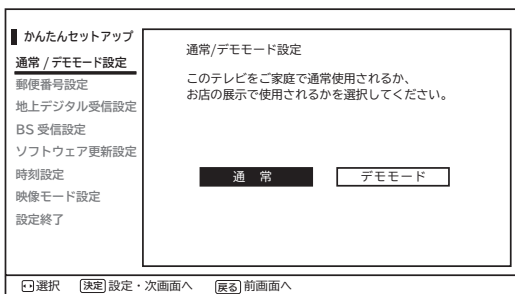 かんたんセットアップ
通常 / デモモード設定
郵便番号設定
地上デジタル受信設定
BS 受信設定
ソフトウェア更新設定
時刻設定
映像モード設定
設定終了
通常/デモモード設定
このテレビをご家庭で通常使用されるか、
お店の展示で使用されるかを選択してください。
通 常 デモモード
選択 決定 設定・次画面へ 戻る 前画面へ